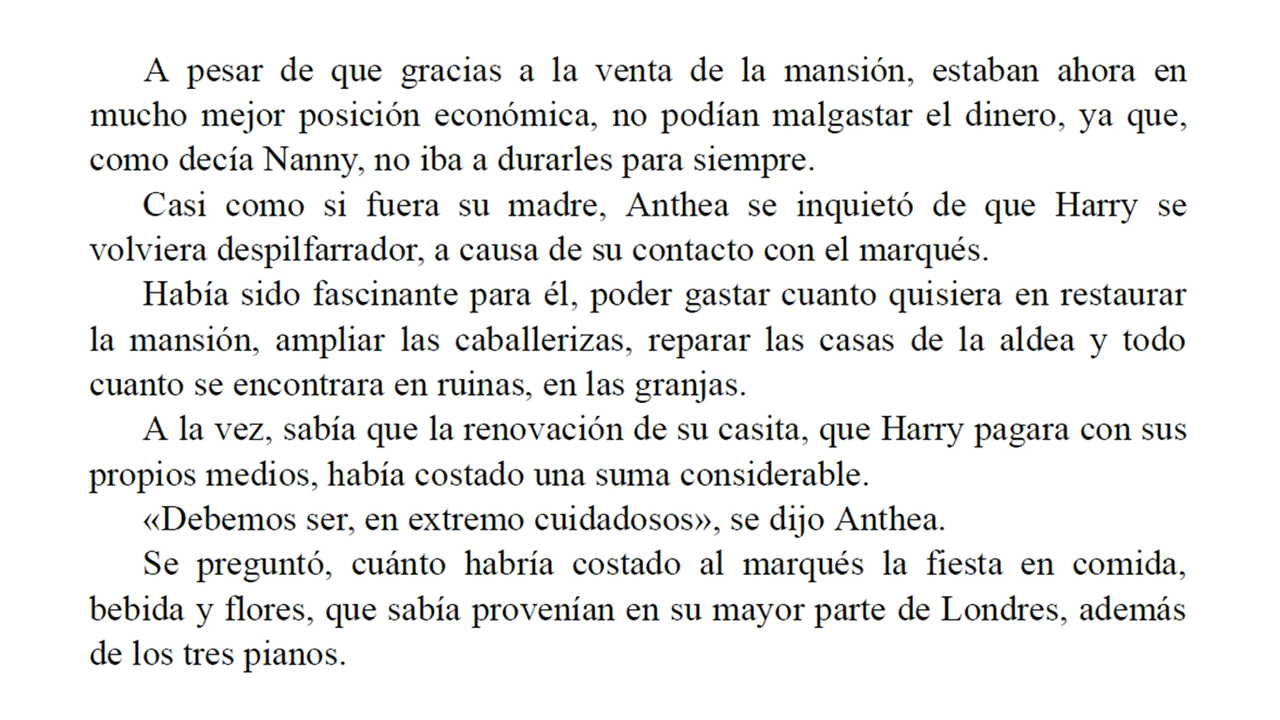 A pesar de que gracias a la venta de la mansión, estaban ahora en
mucho mejor posición económica, no podían malgastar el dinero, ya que,
como decía Nanny, no iba a durarles para siempre.
Casi como si fuera su madre, Anthea se inquietó de que Harry se
volviera despilfarrador, a causa de su contacto con el marqués.
Había sido fascinante para él, poder gastar cuanto quisiera en restaurar
la mansión, ampliar las caballerizas, reparar las casas de la aldea y todo
cuanto se encontrara en ruinas, en las granjas.
A la vez, sabía que la renovación de su casita, que Harry pagara con sus
propios medios, había costado una suma considerable.
«Debemos ser, en extremo cuidadosos», se dijo Anthea.
Se preguntó, cuánto habría costado al marqués la fiesta en comida,
bebida y flores, que sabía provenían en su mayor parte de Londres, además
de los tres pianos.